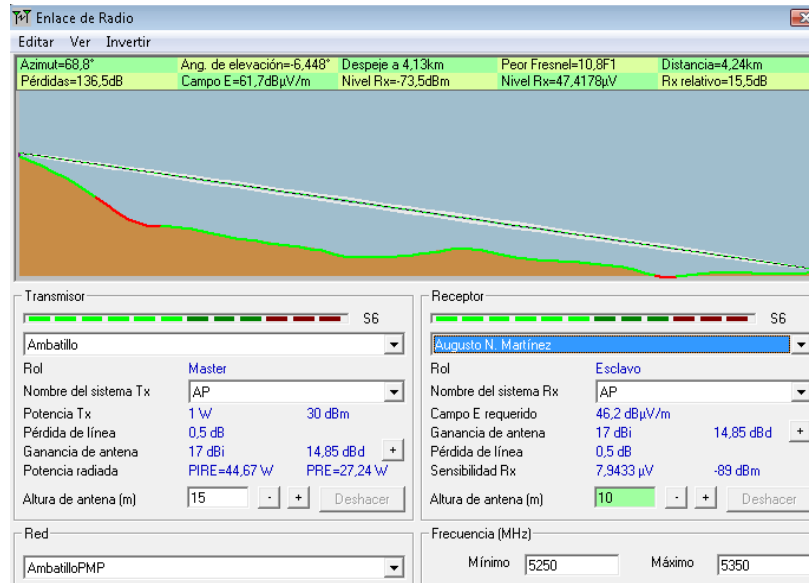 Enlace de Radio
Editar Ver Invertir
Azimut=68,8° Ang. de elevación=-6,448° Despeje a 4,13km Peor Fresnel=10,8F1 Distancia=4,24km
Pérdidas=136,5dB Campo E=61,7dBµV/m Nivel Rx=-73,5dBm Nivel Rx=47,4178µV Rx relativo=15,5dB
Transmisor
S6
Ambatillo
Rol Master
Nombre del sistema Tx AP
Potencia Tx 1 W 30 dBm
Pérdida de línea 0,5 dB
Ganancia de antena 17 dBi 14,85 dBd +
Potencia radiada PIRE=44,67 W PRE=27,24 W
Altura de antena (m) 15 - + Deshacer
Red
AmbatilloPMP
Receptor
S6
Augusto N. Martínez
Rol Esclavo
Nombre del sistema Rx AP
Campo E requerido 46,2 dBµV/m
Ganancia de antena 17 dBi 14,85 dBd +
Pérdida de línea 0,5 dB
Sensibilidad Rx 7,9433 µV -89 dBm
Altura de antena (m) 10 - + Deshacer
Frecuencia (MHz)
Mínimo 5250 Máximo 5350